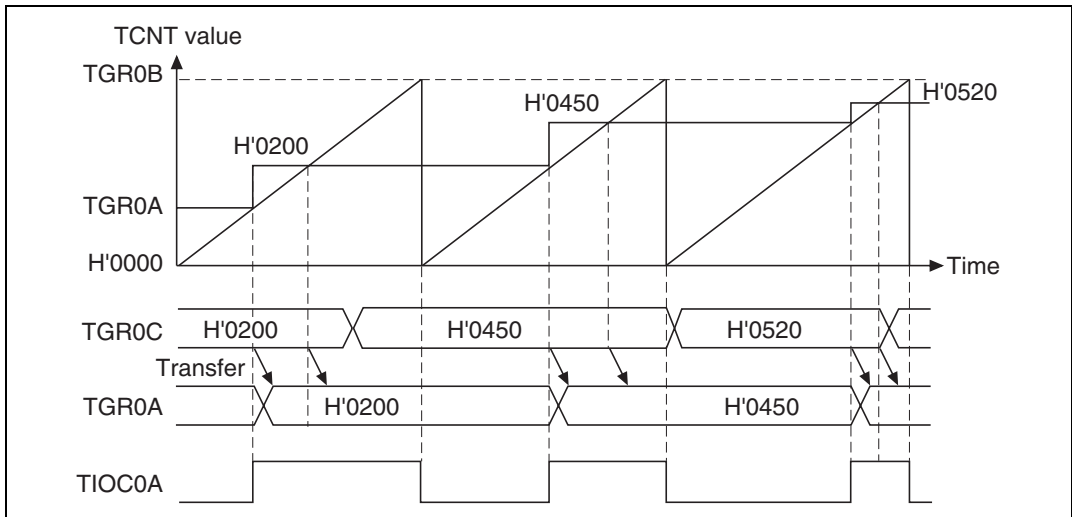 TCNT value
TGR0B
H'0520
H'0450
H'0200
TGR0A
H'0000
Time
TGR0C
H'0200
H'0450
H'0520
Transfer
TGR0A
H'0200
H'0450
TIOC0A